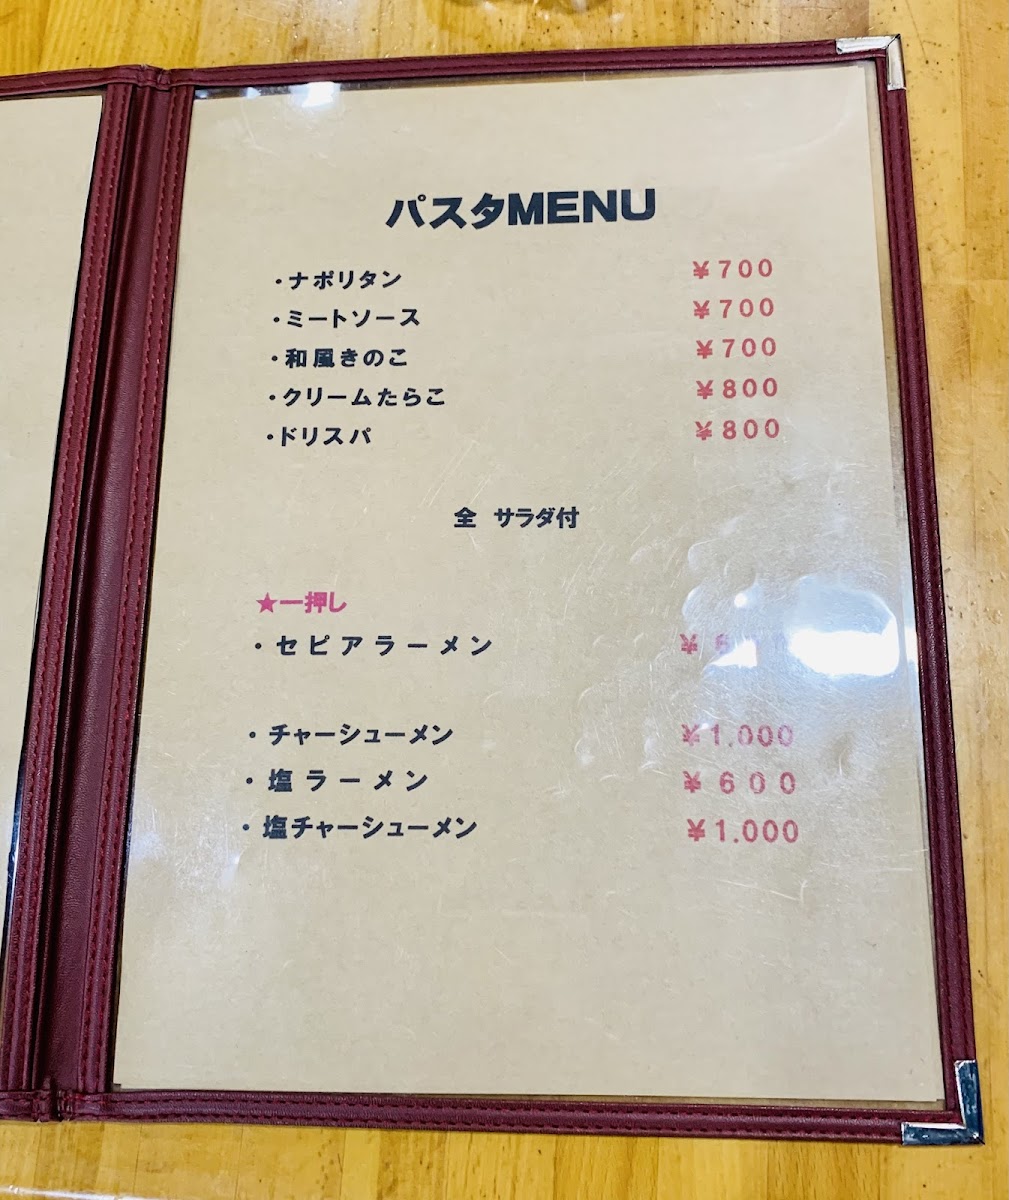 パスタMENU
・ナポリタン ￥700
・ミートソース ￥700
・和風きのこ ￥700
・クリームたらこ ￥800
・ドリスパ ￥800
全 サラダ付
★一押し
・セピアラーメン ￥
・チャーシューメン ￥1.000
・塩ラーメン ￥600
・塩チャーシューメン ￥1.000